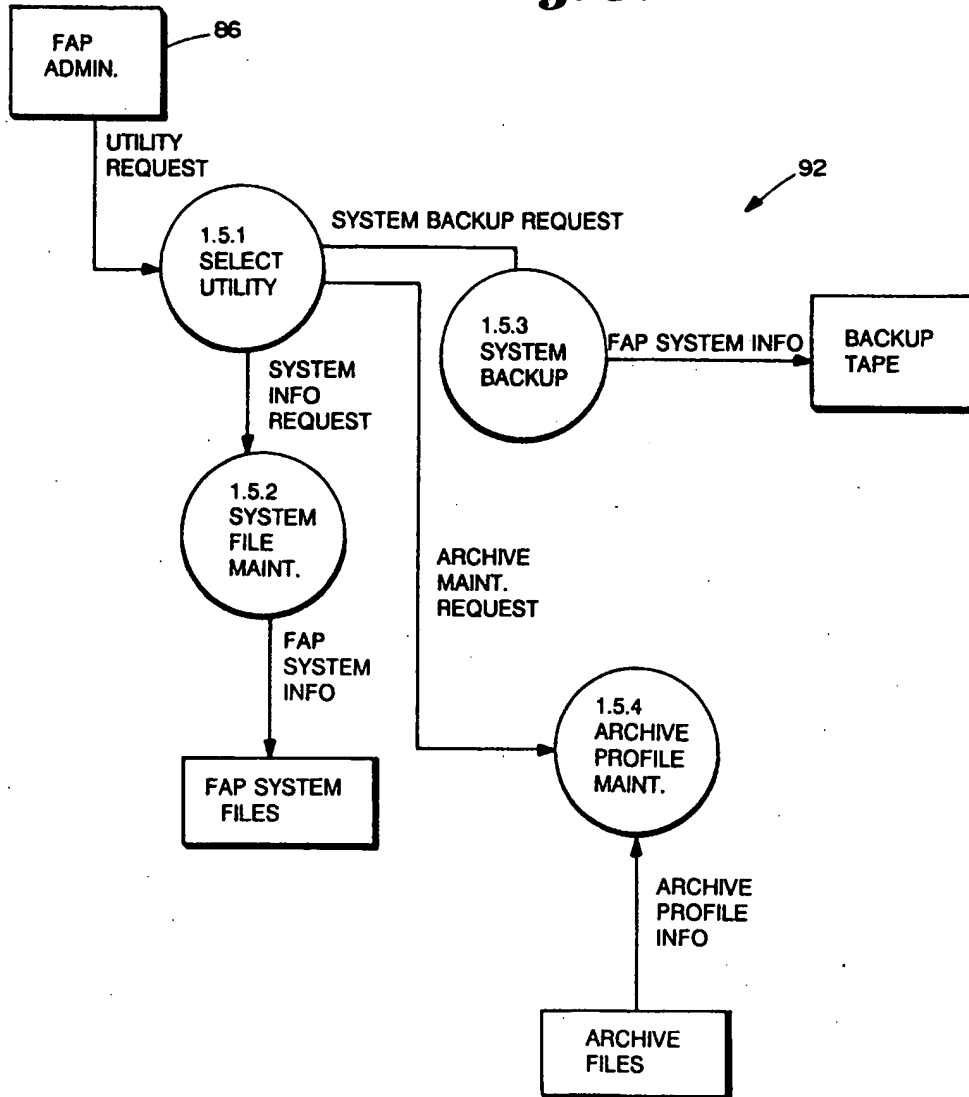 FAP
ADMIN.
86
UTILITY
REQUEST
92
SYSTEM BACKUP REQUEST
1.5.1
SELECT
UTILITY
1.5.3
SYSTEM
BACKUP
FAP SYSTEM INFO
BACKUP
TAPE
SYSTEM
INFO
REQUEST
1.5.2
SYSTEM
FILE
MAINT.
ARCHIVE
MAINT.
REQUEST
FAP
SYSTEM
INFO
1.5.4
ARCHIVE
PROFILE
MAINT.
FAP SYSTEM
FILES
ARCHIVE
PROFILE
INFO
ARCHIVE
FILES